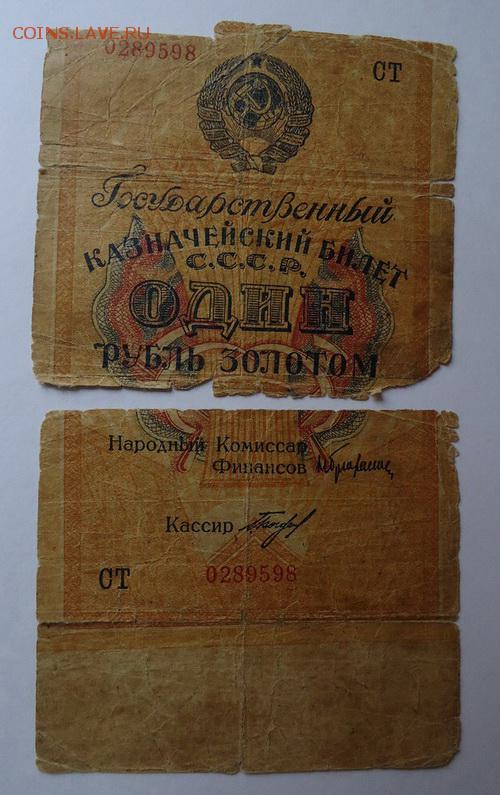 COINS.LAVE.RU
0289598
СТ
Государственный
КАЗНАЧЕЙСКИЙ БИЛЕТ
С.С.С.Р.
ОДИН
РУБЛЬ ЗОЛОТОМ
Народный Комиссар
Финансов
Кассир
СТ 0289598